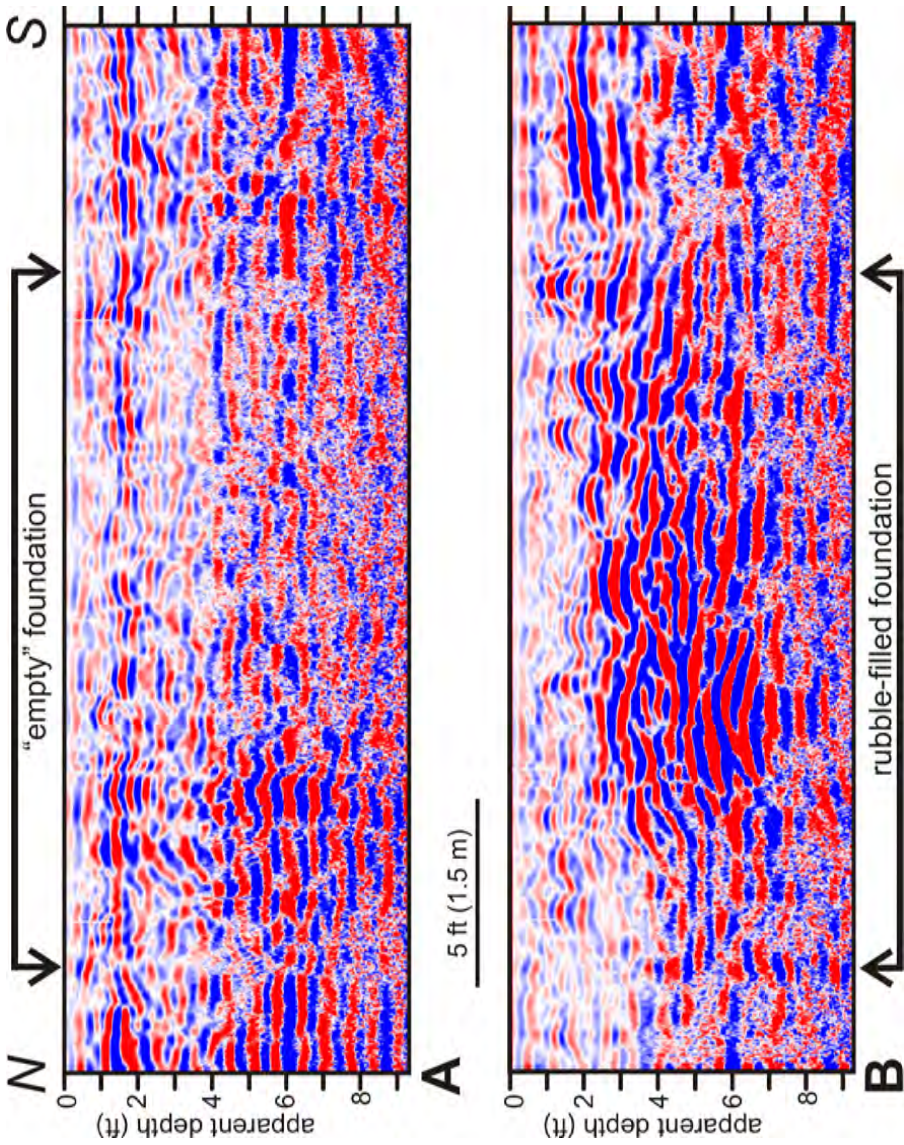 N
S
"empty" foundation
0
2
4
6
8
apparent depth (ft)
A
5 ft (1.5 m)
0
2
4
6
8
apparent depth (ft)
B
rubble-filled foundation